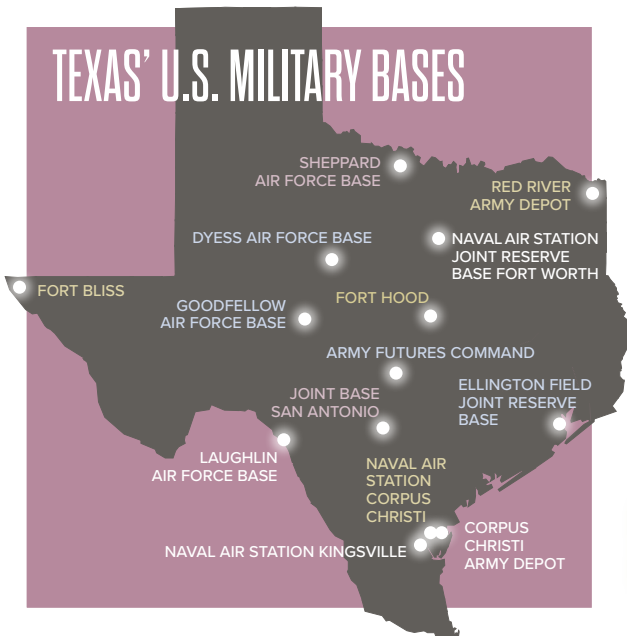 TEXAS' U.S. MILITARY BASES
SHEPPARD
AIR FORCE BASE
RED RIVER
ARMY DEPOT
DYESS AIR FORCE BASE
NAVAL AIR STATION
JOINT RESERVE
BASE FORT WORTH
FORT BLISS
GOODFELLOW
AIR FORCE BASE
FORT HOOD
ARMY FUTURES COMMAND
JOINT BASE
SAN ANTONIO
ELLINGTON FIELD
JOINT RESERVE
BASE
LAUGHLIN
AIR FORCE BASE
NAVAL AIR
STATION
CORPUS
CHRISTI
NAVAL AIR STATION KINGSVILLE
CORPUS
CHRISTI
ARMY DEPOT